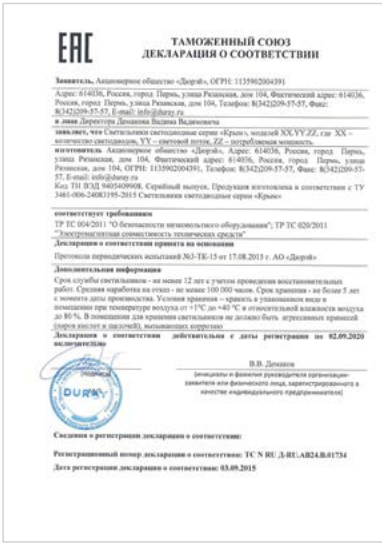 ЕАС
ТАМОЖЕННЫЙ СОЮЗ
ДЕКЛАРАЦИЯ О СООТВЕТСТВИИ
Заявитель, Акционерное общество «Дюрэй», ОГРН: 1135902004391
Адрес: 614036, Россия, город Пермь, улица Рязанская, дом 104, Фактический адрес: 614036,
Россия, город Пермь, улица Рязанская, дом 104, Телефон: 8(342)209-57-57, Факс:
8(342)209-57-57, E-mail: info@duray.ru
в лице Директора Демакова Вадима Вадимовича
заявляет, что Светильники светодиодные серии «Крым», моделей XX.YY.ZZ, где XX –
количество светодиодов, YY – световой поток, ZZ – потребляемая мощность.
изготовитель Акционерное общество «Дюрэй», Адрес: 614036, Россия, город Пермь,
улица Рязанская, дом 104, Фактический адрес: 614036, Россия, город Пермь, улица
Рязанская, дом 104, ОГРН: 1135902004391, Телефон: 8(342)209-57-57, Факс: 8(342)209-57-
57, E-mail: info@duray.ru
Код ТН ВЭД 9405409908, Серийный выпуск. Продукция изготовлена в соответствии с ТУ
3461-006-24083195-2015 Светильники светодиодные серии «Крым»
соответствует требованиям
ТР ТС 004/2011 "О безопасности низковольтного оборудования"; ТР ТС 020/2011
"Электромагнитная совместимость технических средств"
Декларация о соответствии принята на основании
Протокола периодических испытаний №3-ТК-15 от 17.08.2015 г. АО «Дюрэй»
Дополнительная информация
Срок службы светильников - не менее 12 лет с учетом проведения восстановительных
работ. Средняя наработка на отказ - не менее 100000 часов. Срок хранения - не более 5 лет
с момента даты производства. Условия хранения – хранить в упакованном виде в
помещении при температуре воздуха от +1°С до +40 °С и относительной влажности воздуха
до 80 %. В помещении для хранения светильников не должно быть агрессивных примесей
(паров кислот и щелочей), вызывающих коррозию
Декларация о соответствии действительна с даты регистрации по 02.09.2020
включительно
(подпись)
В.В. Демаков
(инициалы и фамилия руководителя организации-
заявителя или физического лица, зарегистрированного в
качестве индивидуального предпринимателя)
DURAY
Сведения о регистрации декларации о соответствии:
Регистрационный номер декларации о соответствии: ТС N RU Д-RU.АВ24.В.01734
Дата регистрации декларации о соответствии: 03.09.2015